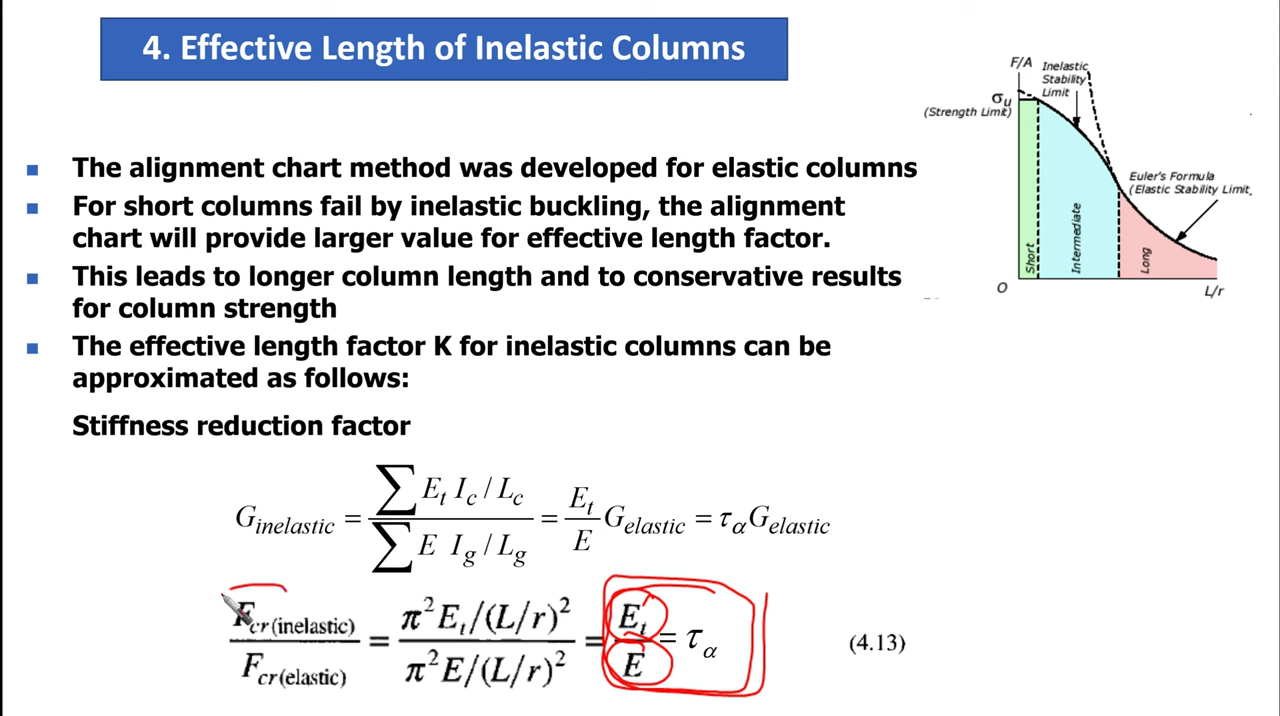 4. Effective Length of Inelastic Columns
The alignment chart method was developed for elastic columns
For short columns fail by inelastic buckling, the alignment
chart will provide larger value for effective length factor.
This leads to longer column length and to conservative results
for column strength
The effective length factor K for inelastic columns can be
approximated as follows:
Stiffness reduction factor
G_inelastic = ∑ E_t I_c / L_c / ∑ E I_g / L_g = E_t / E G_elastic = τ_α G_elastic
F_cr(inelastic) / F_cr(elastic) = π² E_t/(L/r)² / π² E/(L/r)² = E_t / E = τ_α (4.13)
F/A
Inelastic
Stability
Limit
σ_U
(Strength Limit)
Euler's Formula
(Elastic Stability Limit
Short
Intermediate
Long
O
L/r